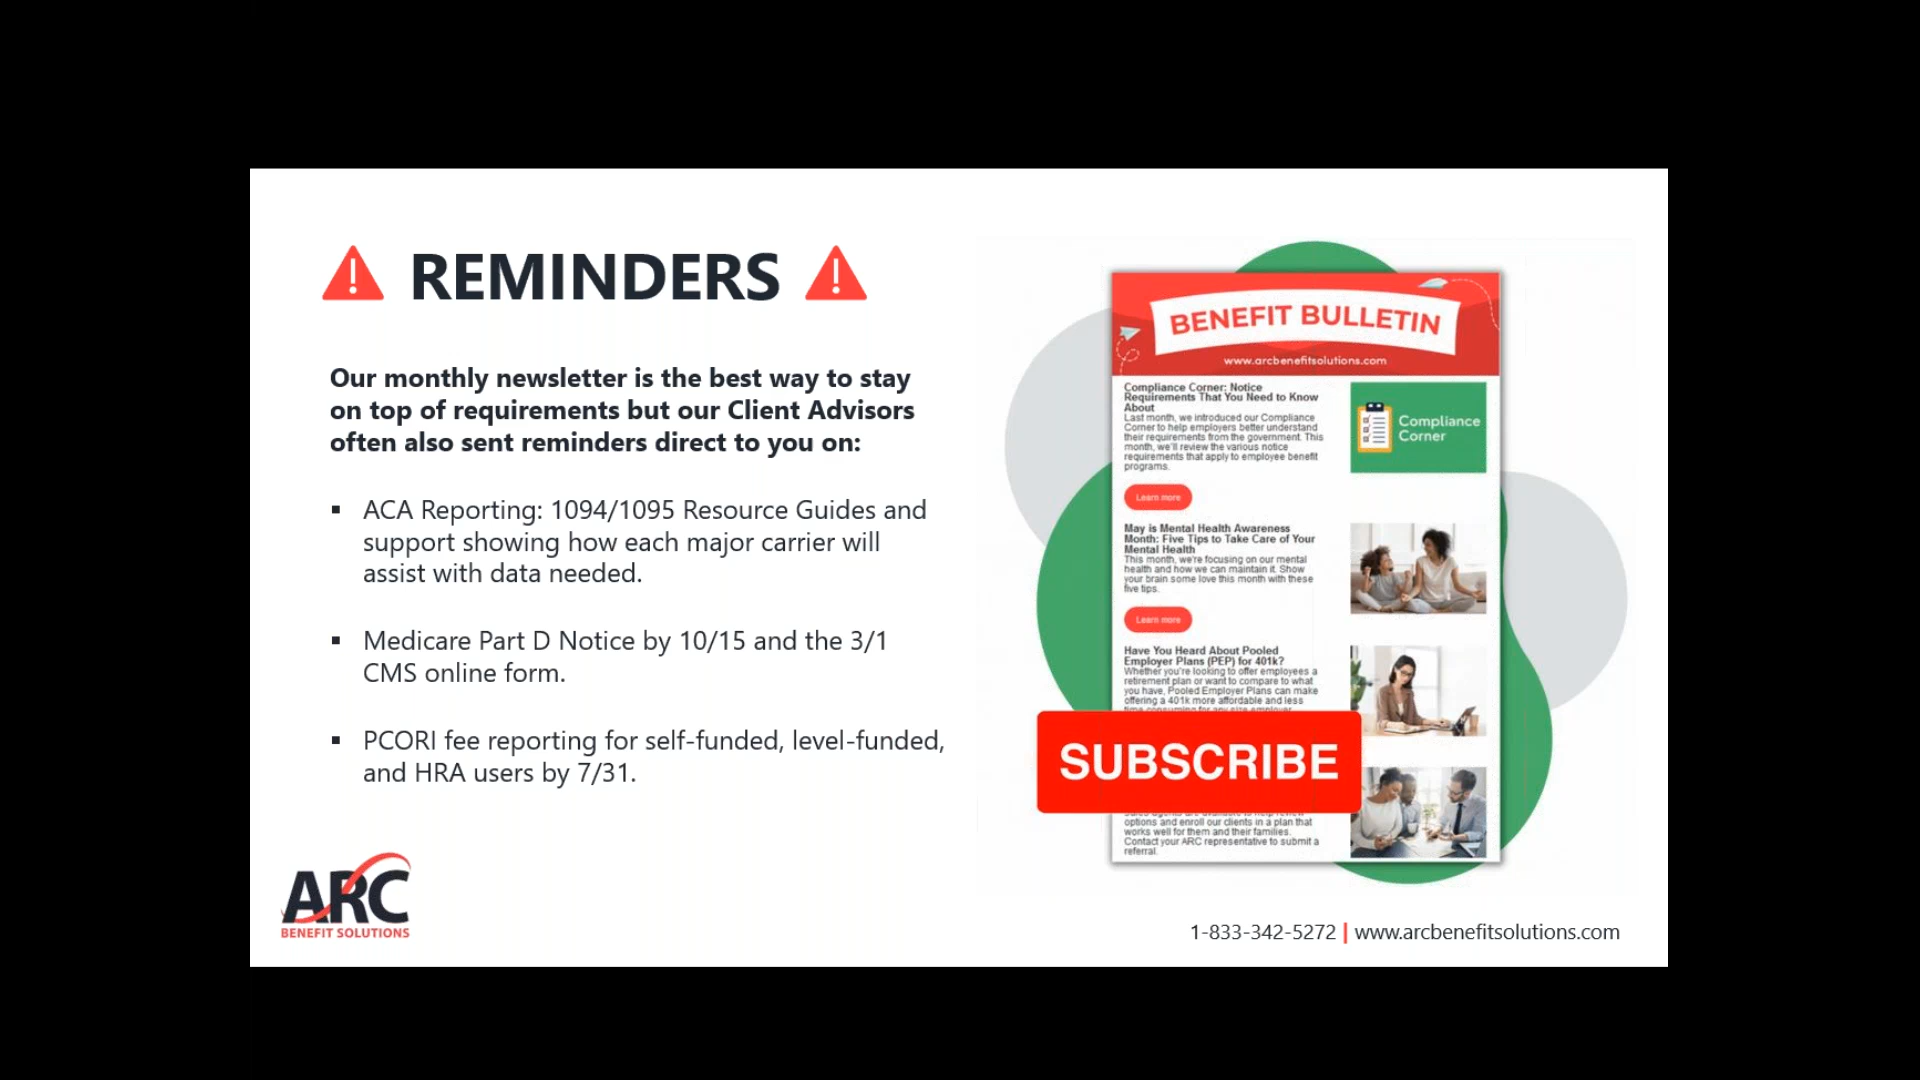 REMINDERS
Our monthly newsletter is the best way to stay
on top of requirements but our Client Advisors
often also sent reminders direct to you on:
▪ ACA Reporting: 1094/1095 Resource Guides and
support showing how each major carrier will
assist with data needed.
▪ Medicare Part D Notice by 10/15 and the 3/1
CMS online form.
▪ PCORI fee reporting for self-funded, level-funded,
and HRA users by 7/31.
ARC
BENEFIT SOLUTIONS
BENEFIT BULLETIN
www.arcbenefitsolutions.com
Compliance Corner: Notice
Requirements That You Need to Know
About
Last month, we introduced our Compliance
Corner to help employers better understand
their requirements from the government. This
month, we'll review the various notice
requirements that apply to employee benefit
programs.
Learn more
Compliance
Corner
May is Mental Health Awareness
Month: Five Tips to Take Care of Your
Mental Health
This month, we're focusing on our mental
health and how we can maintain it. Show
your brain some love this month with these
five tips.
Learn more
Have You Heard About Pooled
Employer Plans (PEP) for 401k?
Whether you're looking to offer employees a
retirement plan or want to compare to what
you have, Pooled Employer Plans can make
offering a 401k more affordable and less
time consuming for any size employer.
SUBSCRIBE
options and enroll our clients in a plan that
works well for them and their families.
Contact your ARC representative to submit a
referral.
1-833-342-5272 | www.arcbenefitsolutions.com